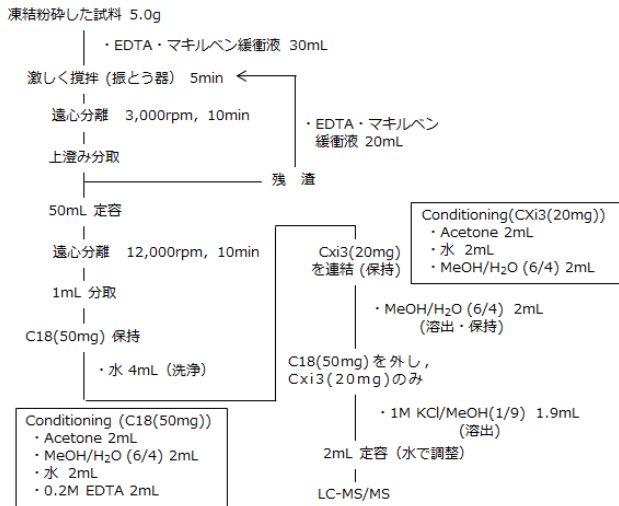 凍結粉砕した試料 5.0g
・EDTA・マキルベン緩衝液 30mL
激しく撹拌 (振とう器) 5min
遠心分離 3,000rpm, 10min
・EDTA・マキルベン
緩衝液 20mL
上澄み分取
残 渣
50mL 定容
遠心分離 12,000rpm, 10min
1mL 分取
C18(50mg) 保持
・水 4mL（洗浄）
Conditioning (C18(50mg))
・Acetone 2mL
・MeOH/H₂O (6/4) 2mL
・水 2mL
・0.2M EDTA 2mL
Cxi3(20mg)
を連結 (保持)
Conditioning(CXi3(20mg))
・Acetone 2mL
・水 2mL
・MeOH/H₂O (6/4) 2mL
・MeOH/H₂O (6/4) 2mL
(溶出・保持)
C18(50mg) を外し，
Cxi3(20mg)のみ
・1M KCl/MeOH(1/9) 1.9mL
(溶出)
2mL 定容（水で調整）
LC-MS/MS